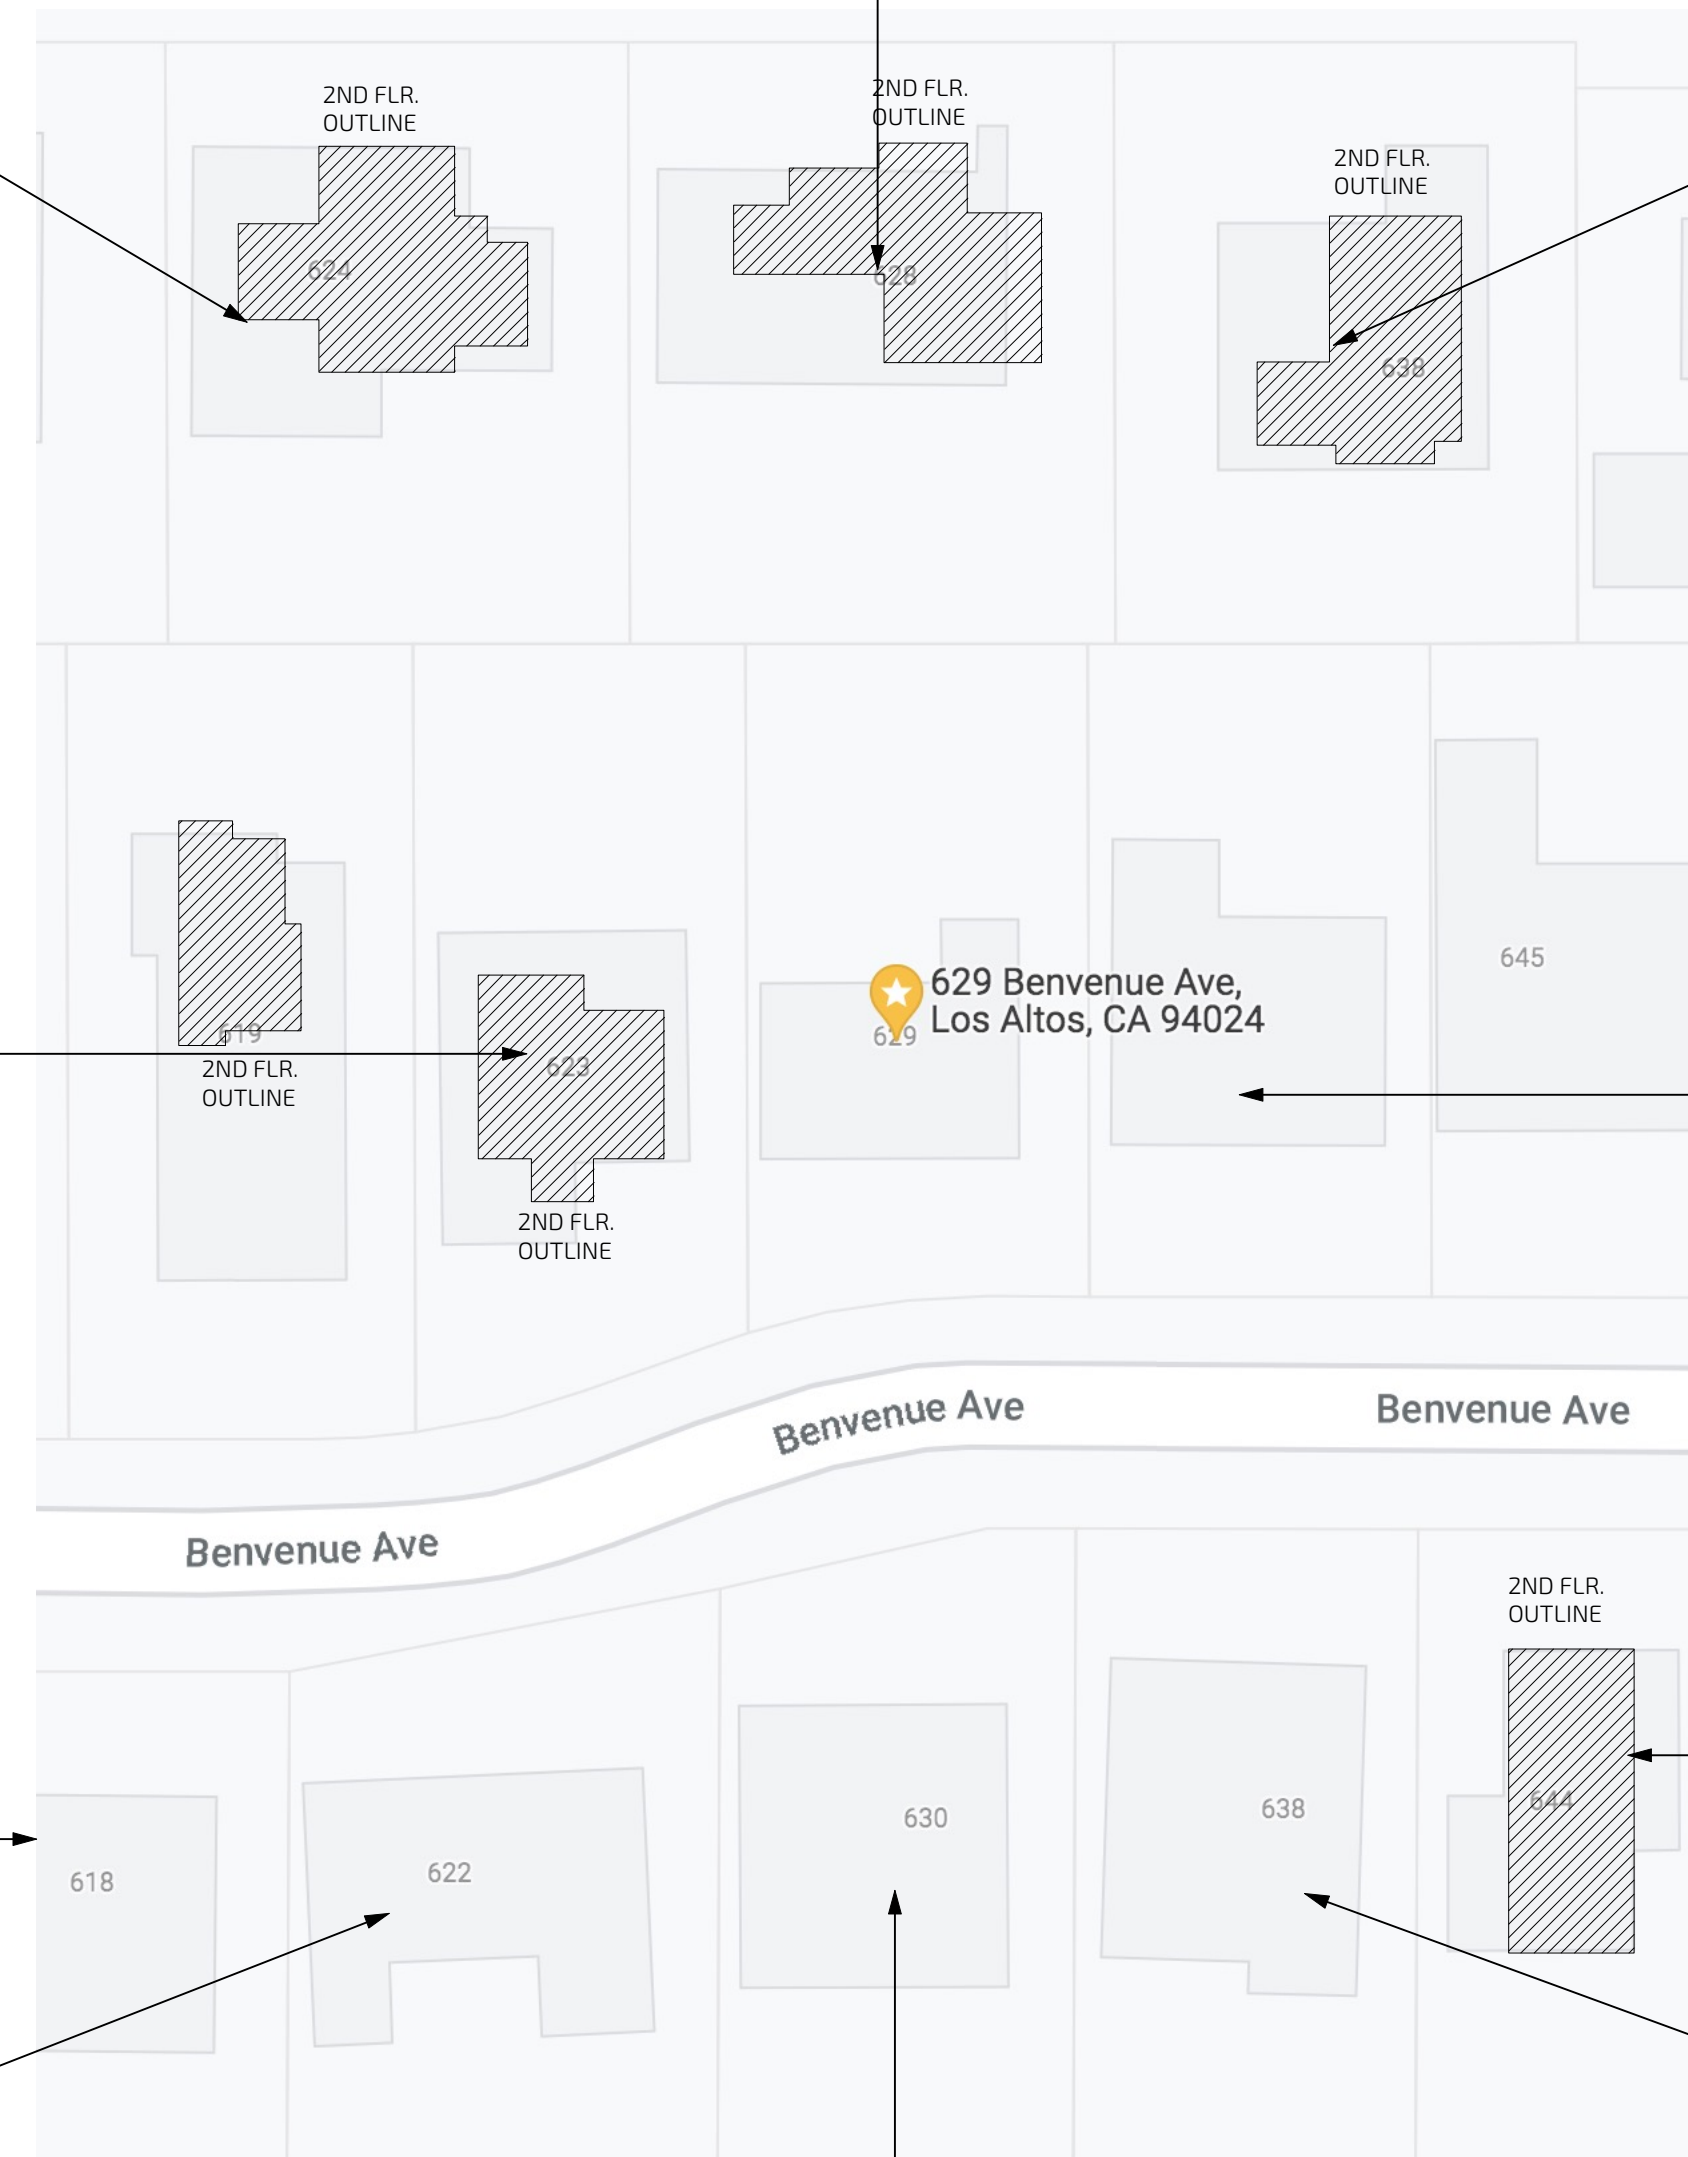 2ND FLR.
OUTLINE
2ND FLR.
OUTLINE
2ND FLR.
OUTLINE
624
628
638
645
629 Benvenue Ave,
Los Altos, CA 94024
629
619
2ND FLR.
OUTLINE
623
2ND FLR.
OUTLINE
Benvenue Ave
Benvenue Ave
Benvenue Ave
2ND FLR.
OUTLINE
644
638
630
622
618